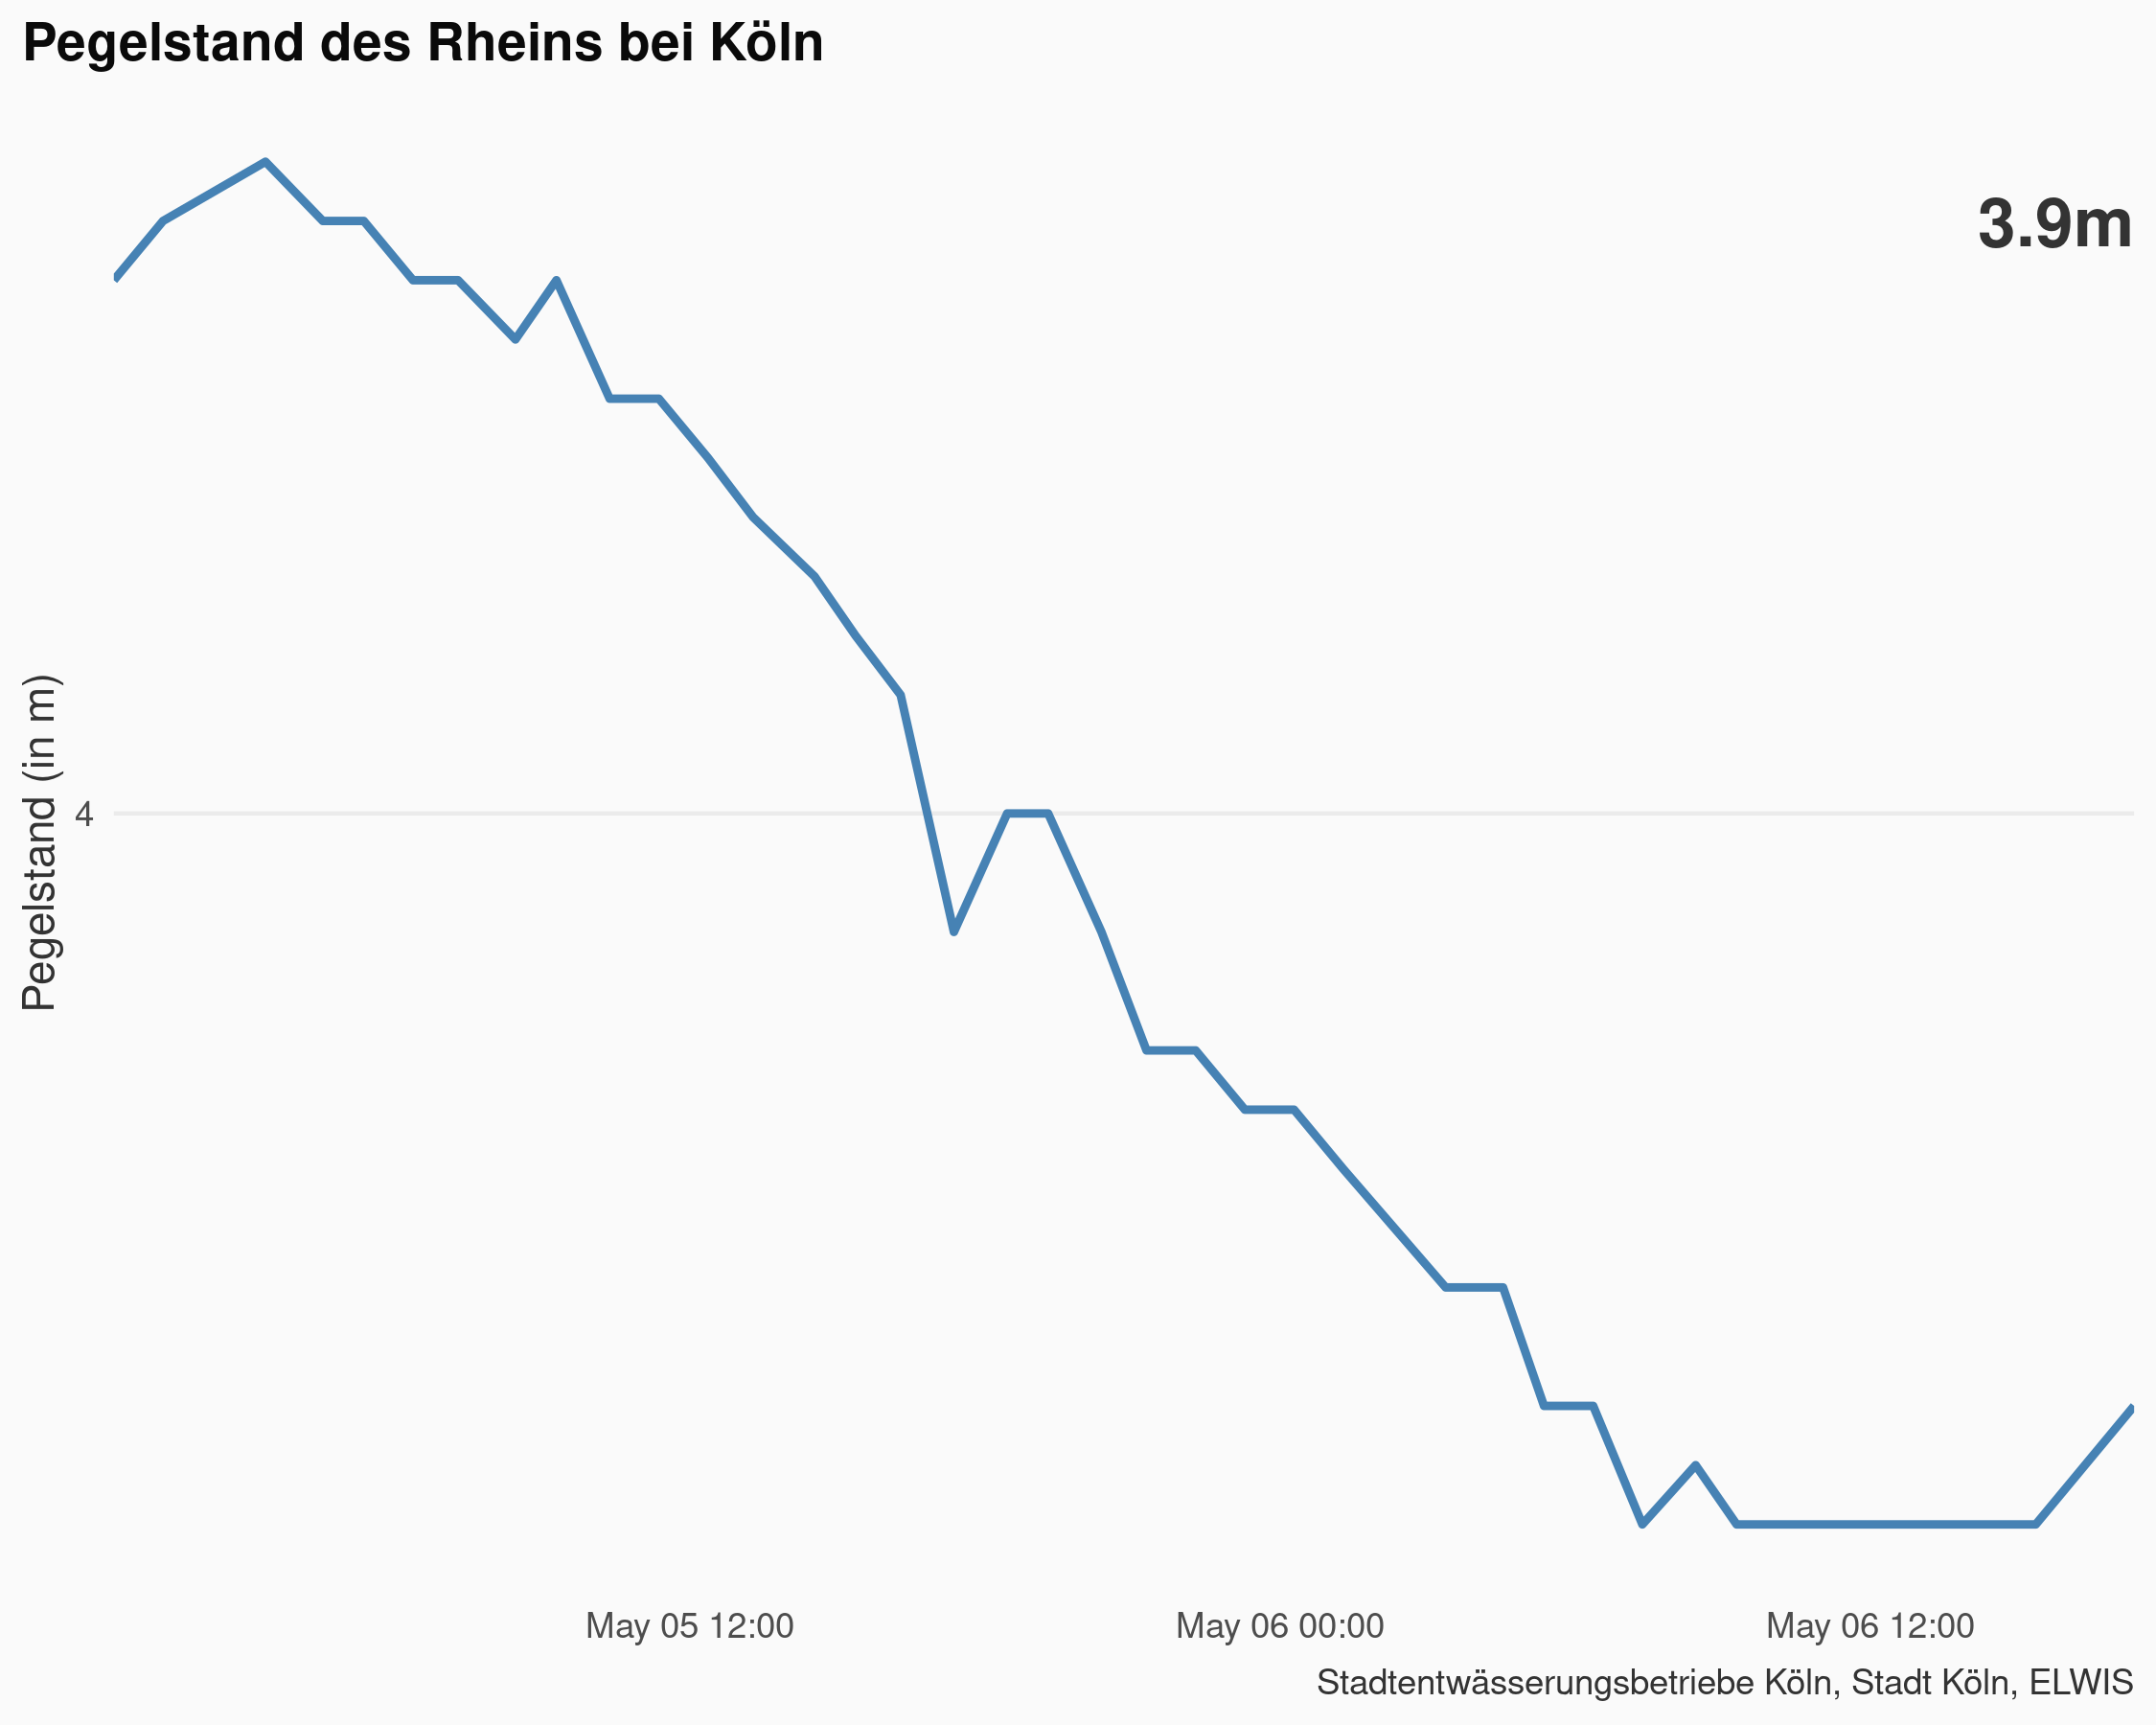 Pegelstand des Rheins bei Köln
3.9m
Pegelstand (in m)
4
May 05 12:00
May 06 00:00
May 06 12:00
Stadtentwässerungsbetriebe Köln, Stadt Köln, ELWIS